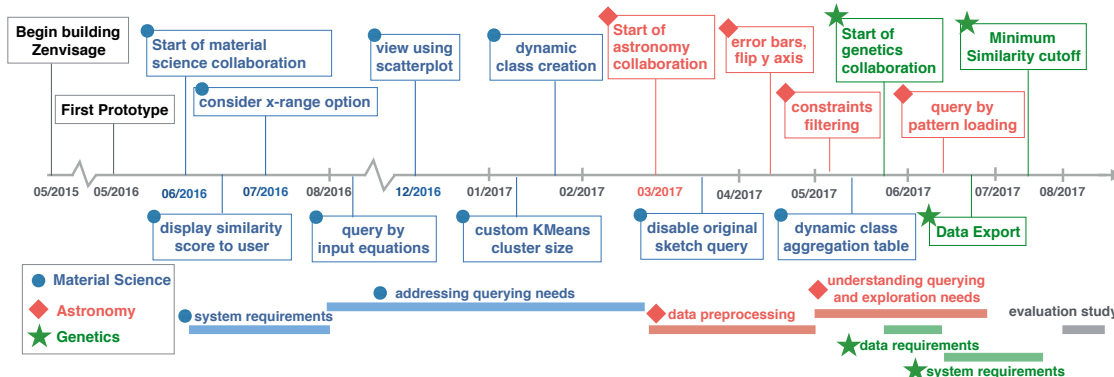 Begin building
Zenvisage
First Prototype
Start of material
science collaboration
consider x-range option
view using
scatterplot
dynamic
class creation
Start of
astronomy
collaboration
error bars,
flip y axis
constraints
filtering
Start of
genetics
collaboration
query by
pattern loading
Minimum
Similarity cutoff
05/2015
05/2016
06/2016
07/2016
08/2016
12/2016
01/2017
02/2017
03/2017
04/2017
05/2017
06/2017
07/2017
08/2017
display similarity
score to user
query by
input equations
custom KMeans
cluster size
disable original
sketch query
dynamic class
aggregation table
Data Export
Material Science
Astronomy
Genetics
system requirements
addressing querying needs
data preprocessing
understanding querying
and exploration needs
data requirements
system requirements
evaluation study